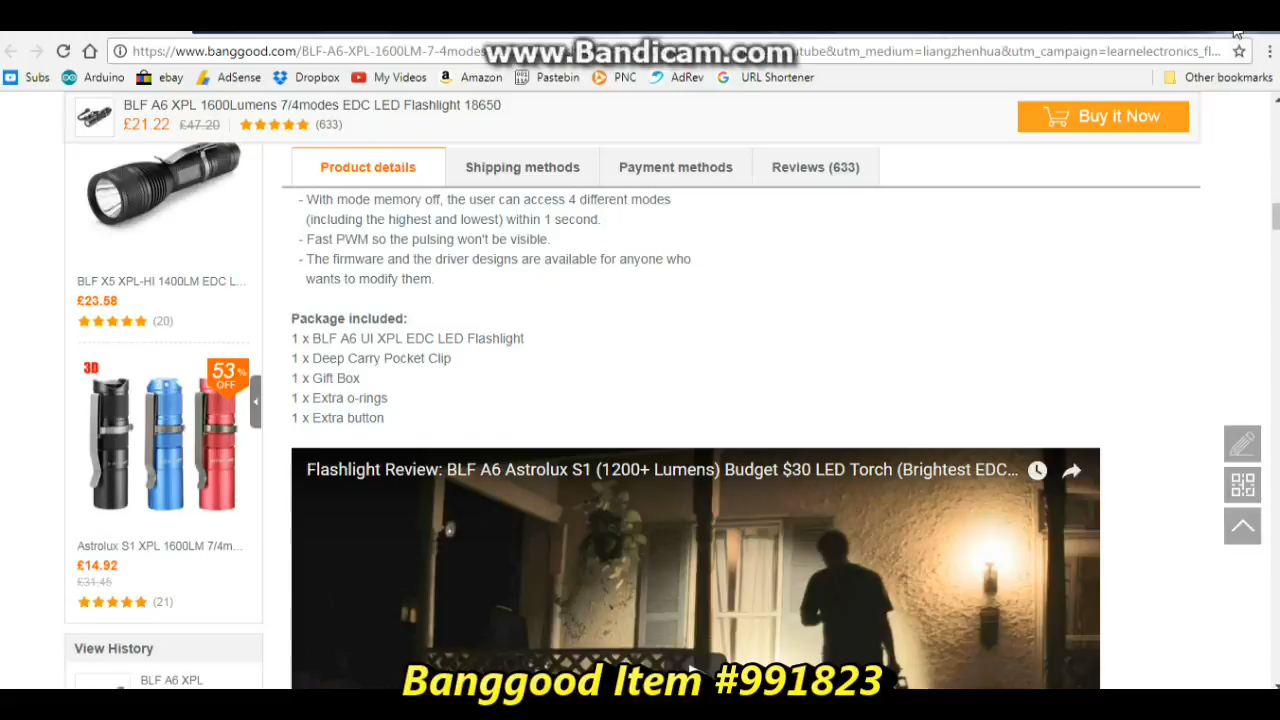 https://www.banggood.com/BLF-A6-XPL-1600LM-7-4modes
www.Bandicam.com
tube&utm_medium=liangzhenhua&utm_campaign=learnelectronics_fl...
Subs Arduino ebay AdSense Dropbox My Videos Amazon Pastebin PNC AdRev URL Shortener Other bookmarks
BLF A6 XPL 1600Lumens 7/4modes EDC LED Flashlight 18650
£21.22 £47.20 (633)
Buy it Now
Product details Shipping methods Payment methods Reviews (633)
- With mode memory off, the user can access 4 different modes
(including the highest and lowest) within 1 second.
- Fast PWM so the pulsing won't be visible.
- The firmware and the driver designs are available for anyone who
wants to modify them.
Package included:
1 x BLF A6 UI XPL EDC LED Flashlight
1 x Deep Carry Pocket Clip
1 x Gift Box
1 x Extra o-rings
1 x Extra button
BLF X5 XPL-HI 1400LM EDC L...
£23.58
(20)
3D
53%
OFF
Astrolux S1 XPL 1600LM 7/4m...
£14.92
£31.45
(21)
View History
BLF A6 XPL
Flashlight Review: BLF A6 Astrolux S1 (1200+ Lumens) Budget $30 LED Torch (Brightest EDC...
Banggood Item #991823